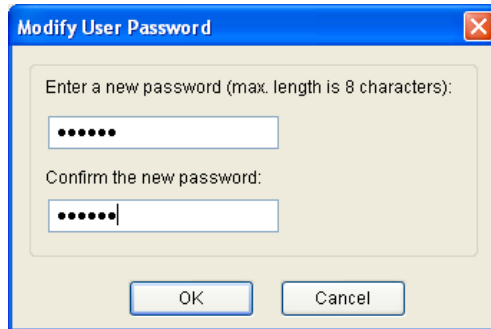 Modify User Password
Enter a new password (max. length is 8 characters):
••••••
Confirm the new password:
••••••
OK
Cancel